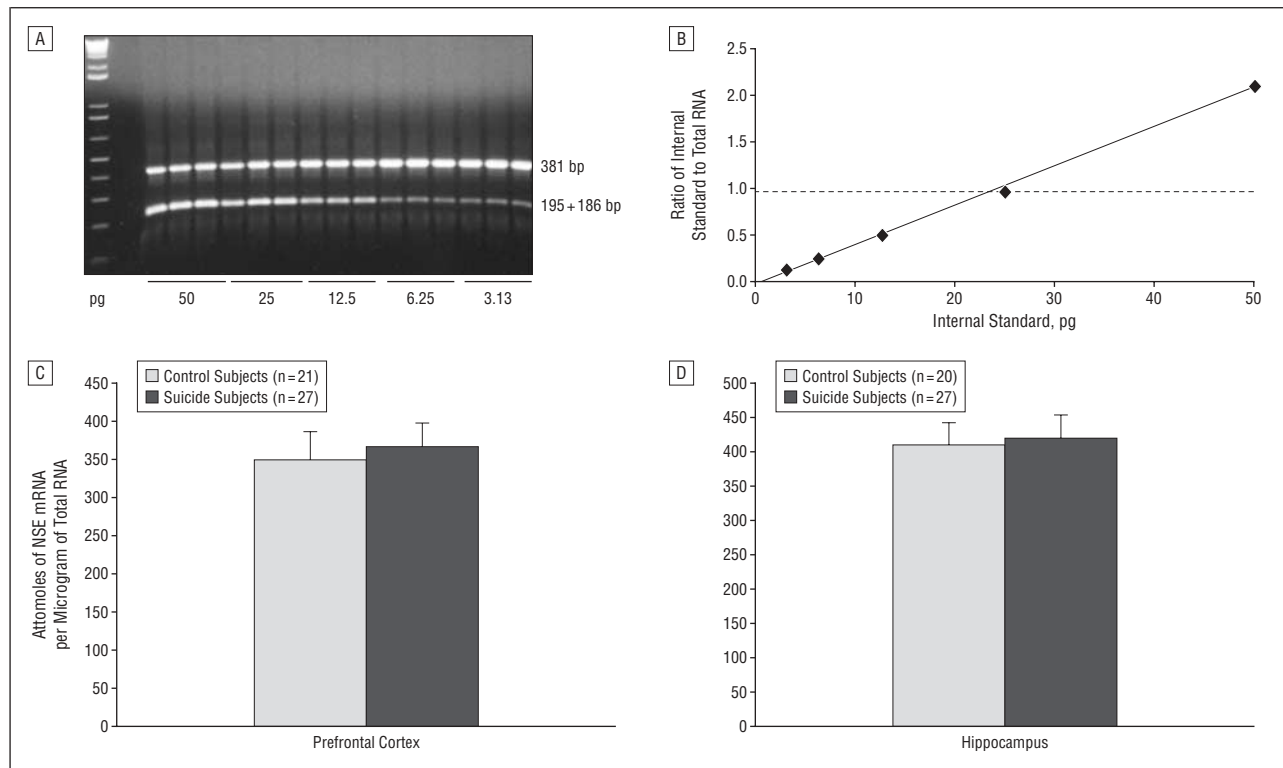 A
381 bp
195 + 186 bp
pg
50
25
12.5
6.25
3.13
B
Ratio of Internal
Standard to Total RNA
2.5
2.0
1.5
1.0
0.5
0.0
0
10
20
30
40
50
Internal Standard, pg
C
Control Subjects (n = 21)
Suicide Subjects (n = 27)
Attomoles of NSE mRNA
per Microgram of Total RNA
450
400
350
300
250
200
150
100
50
0
Prefrontal Cortex
D
Control Subjects (n = 20)
Suicide Subjects (n = 27)
500
450
400
350
300
250
200
150
100
50
0
Hippocampus